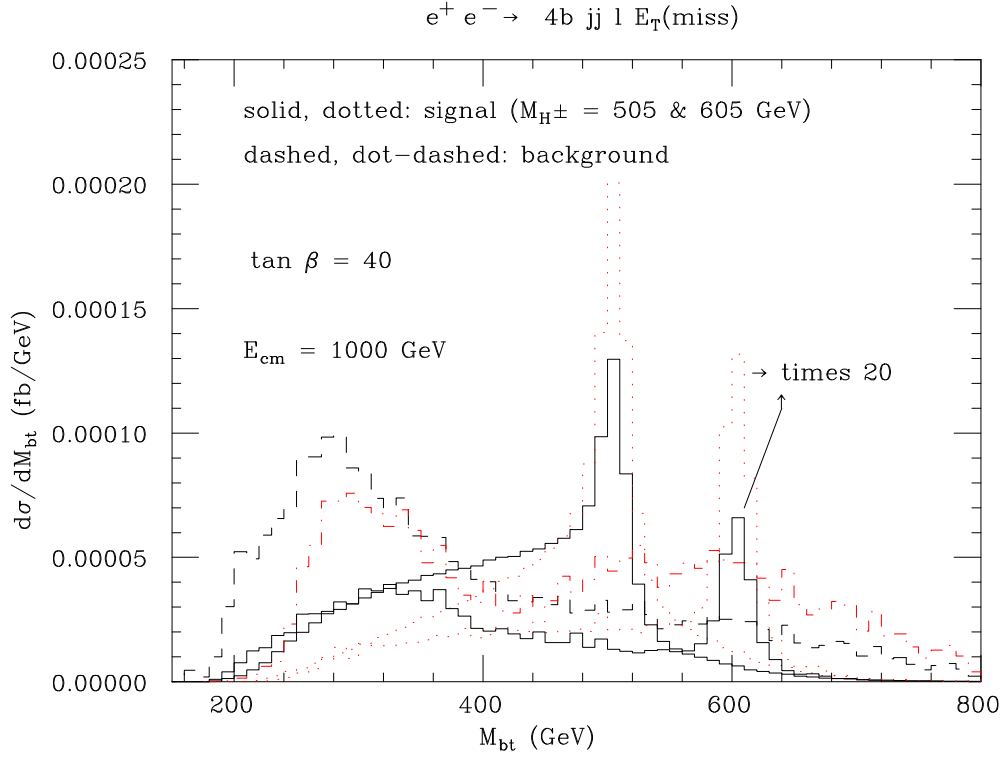 e⁺ e⁻→ 4b jj l E_T(miss)
0.00025
solid, dotted: signal (M_H± = 505 & 605 GeV)
dashed, dot−dashed: background
0.00020
tan β = 40
0.00015
E_cm = 1000 GeV
→ times 20
0.00010
0.00005
0.00000
200 400 600 800
M_bt (GeV)
dσ/dM_bt (fb/GeV)